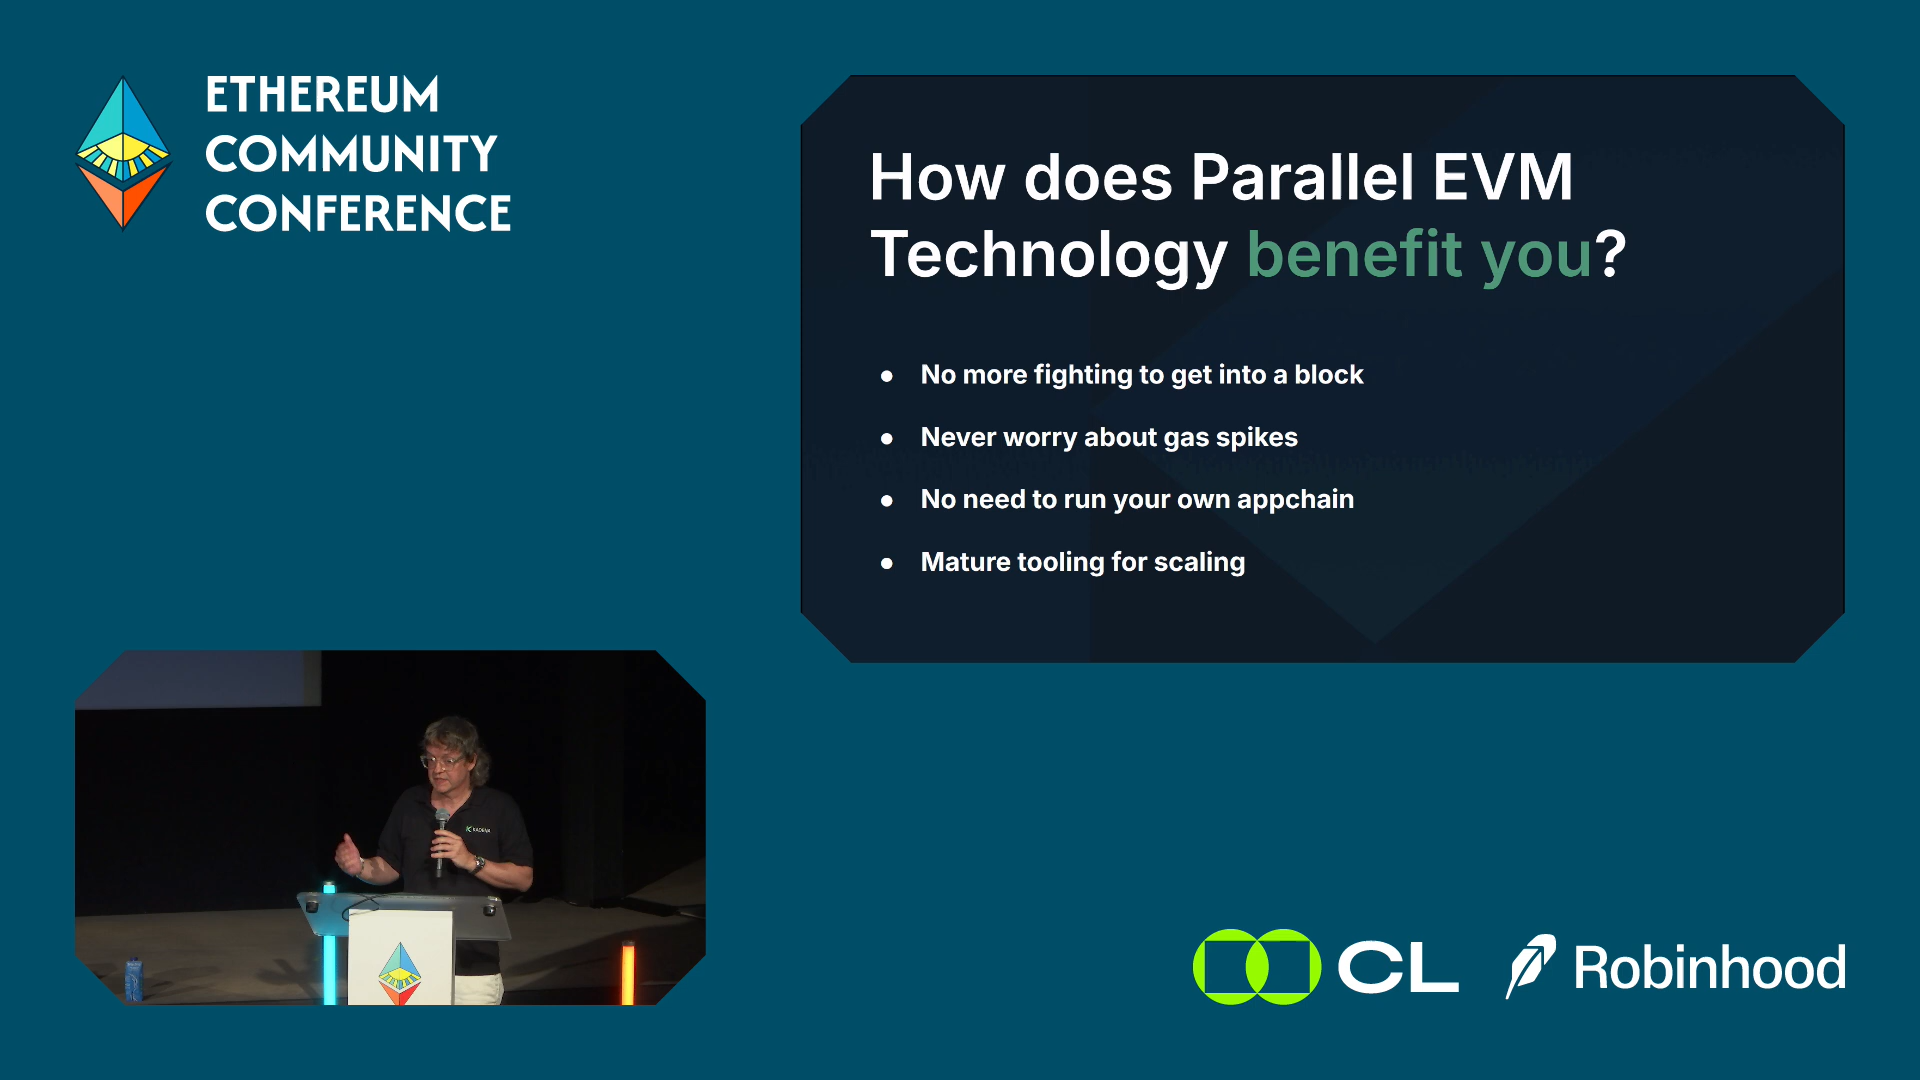 ETHEREUM
COMMUNITY
CONFERENCE
How does Parallel EVM
Technology benefit you?
● No more fighting to get into a block
● Never worry about gas spikes
● No need to run your own appchain
● Mature tooling for scaling
KADENA
CL
Robinhood